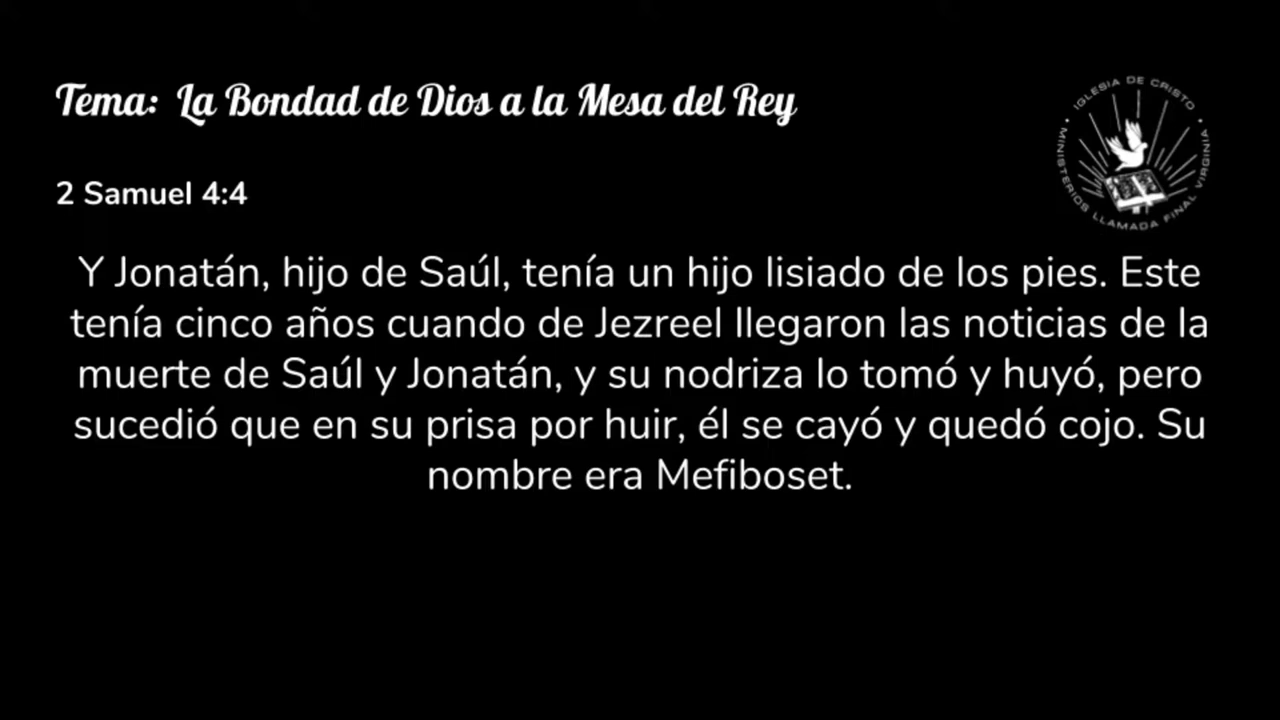 Tema: La Bondad de Dios a la Mesa del Rey
IGLESIA DE CRISTO
MINISTERIOS LLAMADA FINAL VIRGINIA
2 Samuel 4:4
Y Jonatán, hijo de Saúl, tenía un hijo lisiado de los pies. Este
tenía cinco años cuando de Jezreel llegaron las noticias de la
muerte de Saúl y Jonatán, y su nodriza lo tomó y huyó, pero
sucedió que en su prisa por huir, él se cayó y quedó cojo. Su
nombre era Mefiboset.